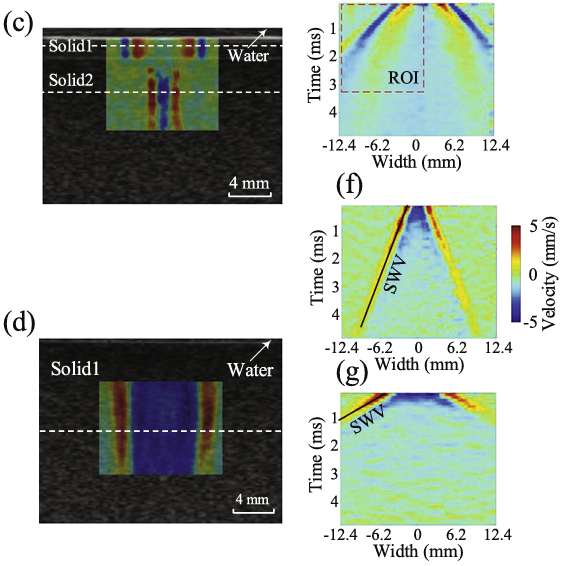 (c)
Solid1
Water
Solid2
4 mm
Time (ms)
1
2
3
4
ROI
-12.4 -6.2 0 6.2 12.4
Width (mm)
(f)
Time (ms)
1
2
3
4
SWV
-12.4 -6.2 0 6.2 12.4
Width (mm)
5
0
-5
Velocity (mm/s)
(d)
Solid1
Water
4 mm
(g)
Time (ms)
1
2
3
4
SWV
-12.4 -6.2 0 6.2 12.4
Width (mm)